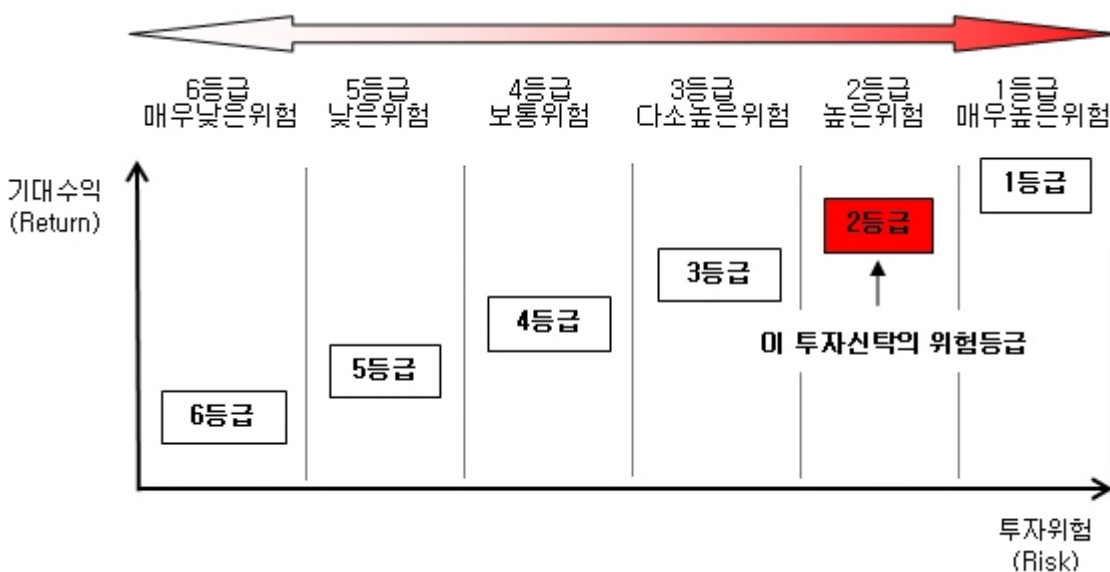 6등급
매우낮은위험
5등급
낮은위험
4등급
보통위험
3등급
다소높은위험
2등급
높은위험
1등급
매우높은위험
기대수익
(Return)
1등급
2등급
3등급
이 투자신탁의 위험등급
4등급
5등급
6등급
투자위험
(Risk)